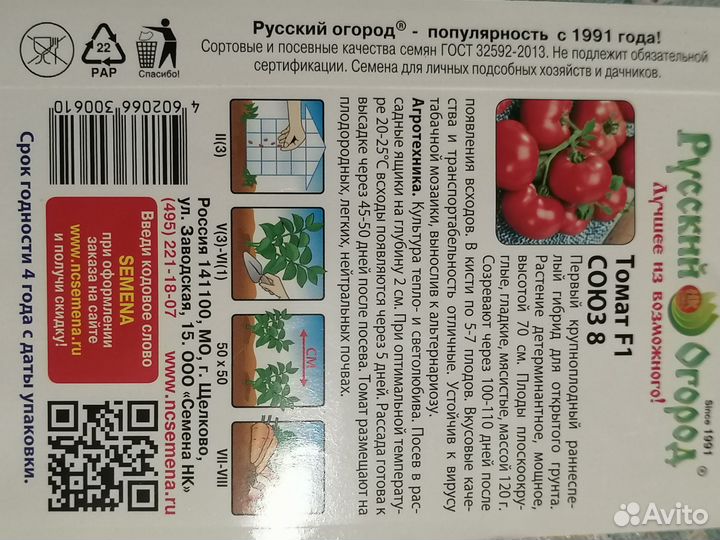 Русский огород® - популярность с 1991 года!
Сортовые и посевные качества семян ГОСТ 32592-2013. Не подлежит обязательной
сертификации. Семена для личных подсобных хозяйств и дачников.
22
PAP
Спасибо!
Русский Огород®
Since 1991
Лучшее из возможного!
Томат F1
СОЮЗ 8
Первый крупноплодный раннеспе-
лый гибрид для открытого грунта.
Растение детерминантное, мощное,
высотой 70 см. Плоды плоскоокру-
глые, гладкие, мясистые, массой 120 г.
Созревают через 100-110 дней после
появления всходов. В кисти по 5-7 плодов. Вкусовые каче-
ства и транспортабельность отличные. Устойчив к вирусу
табачной мозаики, вынослив к альтернариозу.
Агротехника. Культура тепло- и светолюбива. Посев в рас-
садные ящики на глубину 2 см. При оптимальной температу-
ре 20-25°С всходы появляются через 5 дней. Рассада готова к
высадке через 45-50 дней после посева. Томат размещают на
плодородных, легких, нейтральных почвах.
II(3)
V(3)-VI(1)
СМ
50 x 50
VII-VIII
Россия 141100, МО, г. Щелково,
ул. Заводская, 15. ООО «Семена НК»
(495) 221-18-07 www.ncsemena.ru
4 602066 300610
Введи кодовое слово
SEMENA
при оформлении
заказа на сайте
www.ncsemena.ru
и получи скидку!
Срок годности 4 года с даты упаковки.
Avito